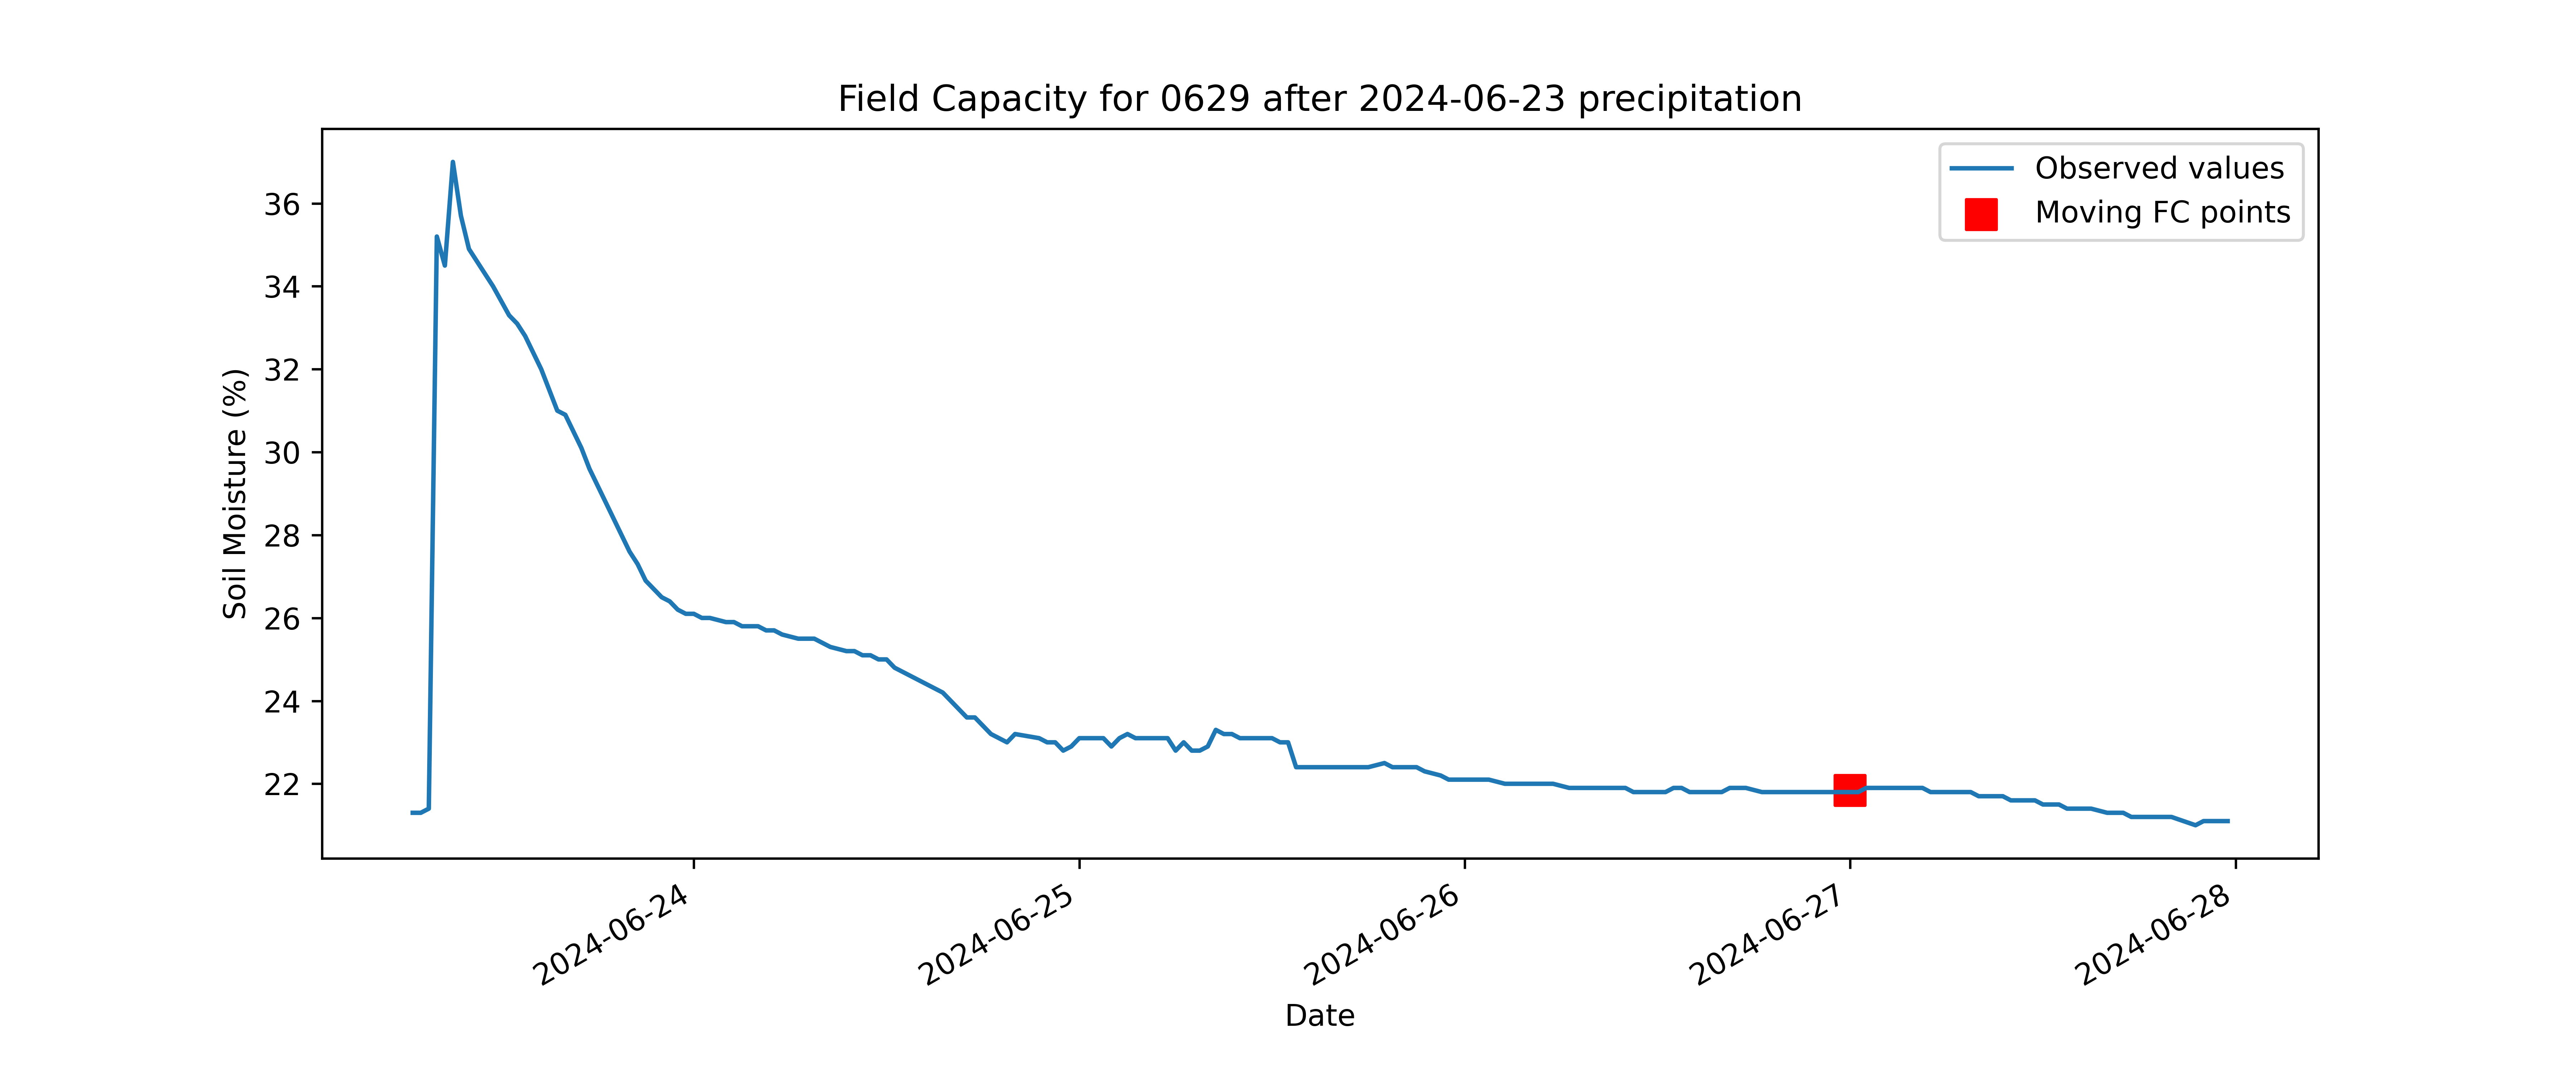 Field Capacity for 0629 after 2024-06-23 precipitation
Observed values
Moving FC points
Soil Moisture (%)
36
34
32
30
28
26
24
22
2024-06-24
2024-06-25
2024-06-26
2024-06-27
2024-06-28
Date